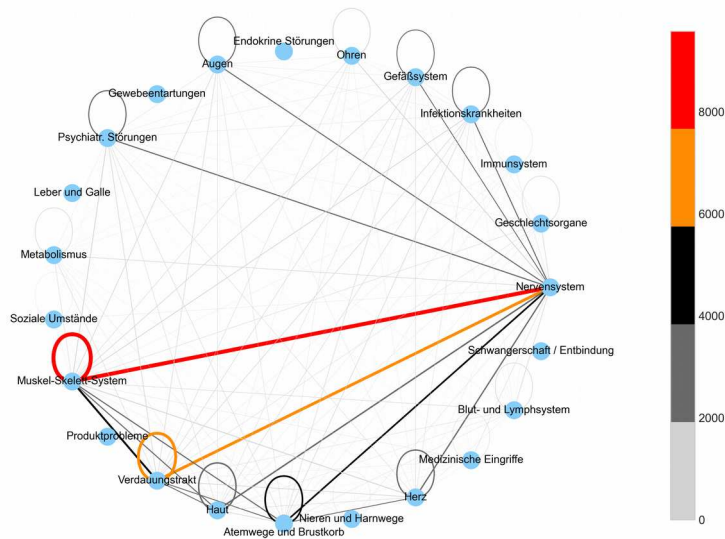 Endokrine Störungen
Ohren
Augen
Gefäßsystem
Gewebeentartungen
Infektionskrankheiten
Psychiatr. Störungen
Immunsystem
Leber und Galle
Geschlechtsorgane
Metabolismus
Nervensystem
Soziale Umstände
Schwangerschaft / Entbindung
Muskel-Skelett-System
Blut- und Lymphsystem
Produktprobleme
Medizinische Eingriffe
Verdauungstrakt
Herz
Haut
Nieren und Harnwege
Atemwege und Brustkorb
8000
6000
4000
2000
0